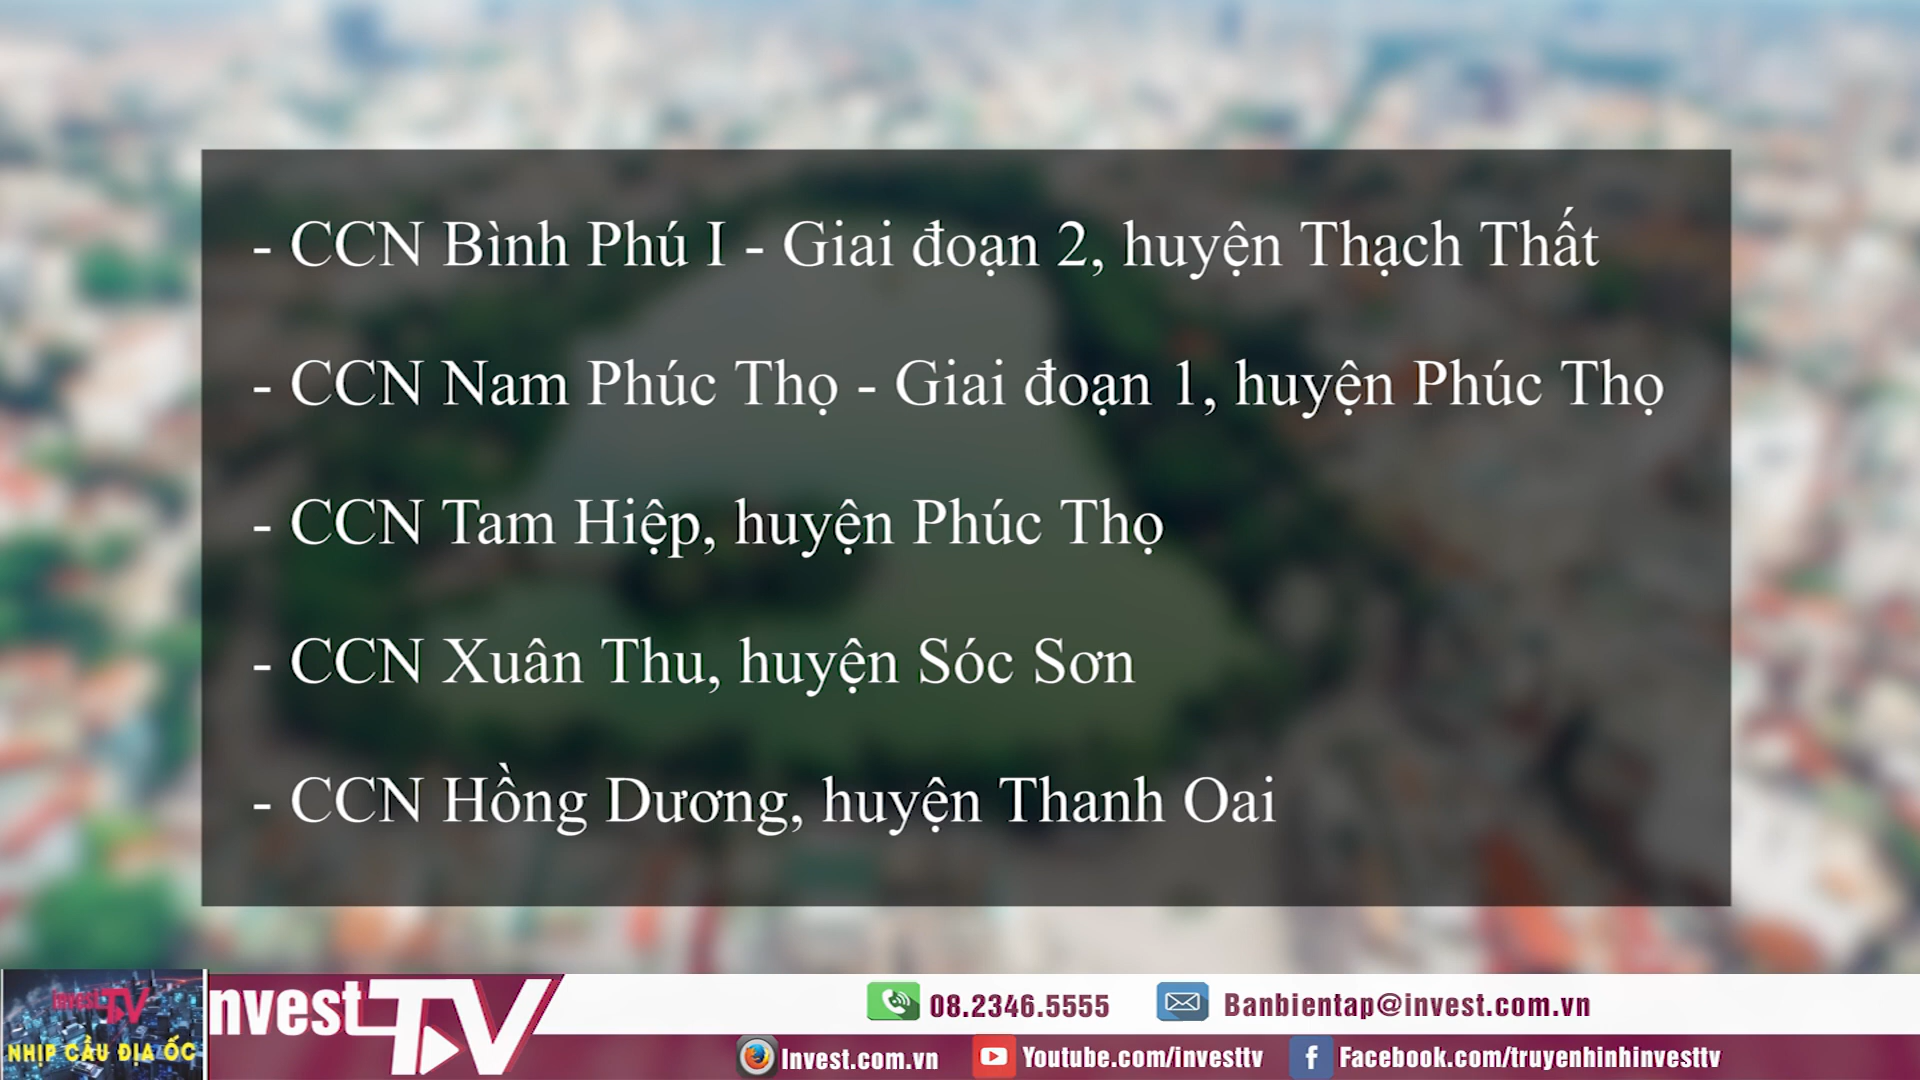 - CCN Bình Phú I - Giai đoạn 2, huyện Thạch Thất
- CCN Nam Phúc Thọ - Giai đoạn 1, huyện Phúc Thọ
- CCN Tam Hiệp, huyện Phúc Thọ
- CCN Xuân Thu, huyện Sóc Sơn
- CCN Hồng Dương, huyện Thanh Oai
InvestTV
NHỊP CẦU ĐỊA ỐC
nvest TV
08.2346.5555
Banbientap@invest.com.vn
Invest.com.vn
Youtube.com/investtv
Facebook.com/truyenhinhinvesttv